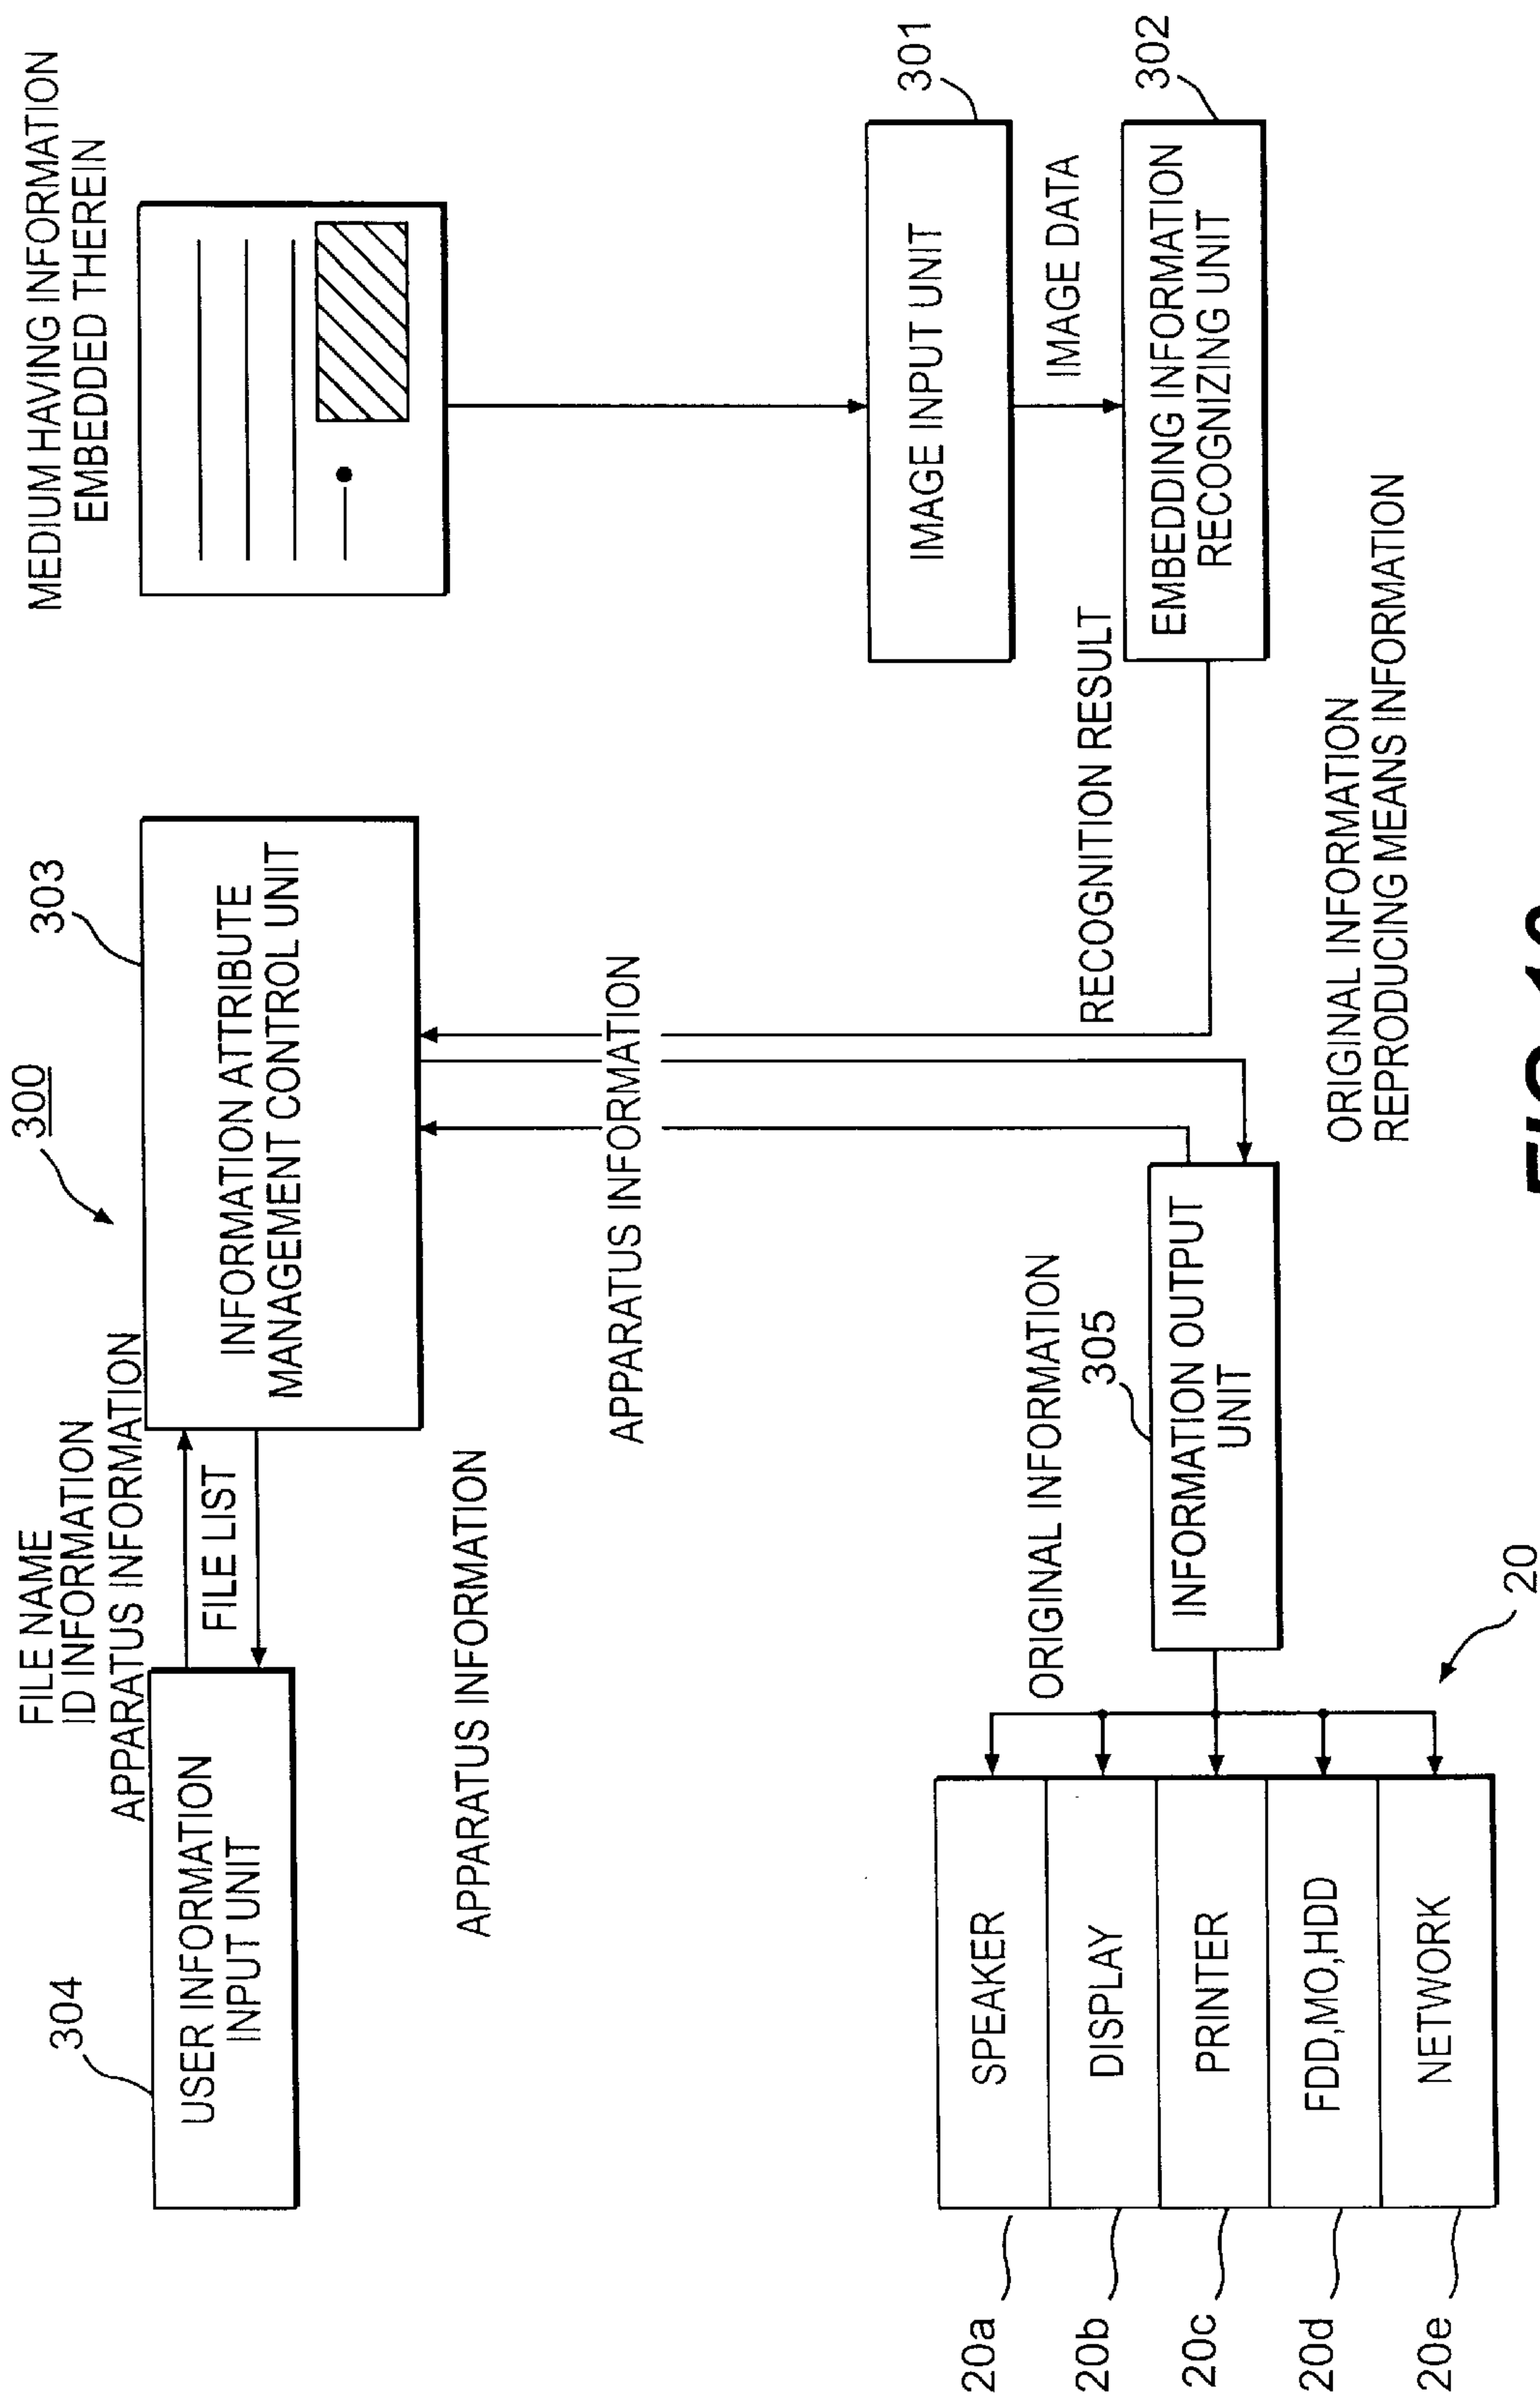 300
FILE NAME
ID INFORMATION
APPARATUS INFORMATION
MEDIUM HAVING INFORMATION
EMBEDDED THEREIN
304
303
USER INFORMATION
INPUT UNIT
FILE LIST
INFORMATION ATTRIBUTE
MANAGEMENT CONTROL UNIT
APPARATUS INFORMATION
APPARATUS INFORMATION
301
IMAGE INPUT UNIT
IMAGE DATA
302
EMBEDDING INFORMATION
RECOGNIZING UNIT
RECOGNITION RESULT
ORIGINAL INFORMATION
305
INFORMATION OUTPUT
UNIT
20a
SPEAKER
20b
DISPLAY
20c
PRINTER
20d
FDD,MO,HDD
20e
NETWORK
20
ORIGINAL INFORMATION
REPRODUCING MEANS INFORMATION